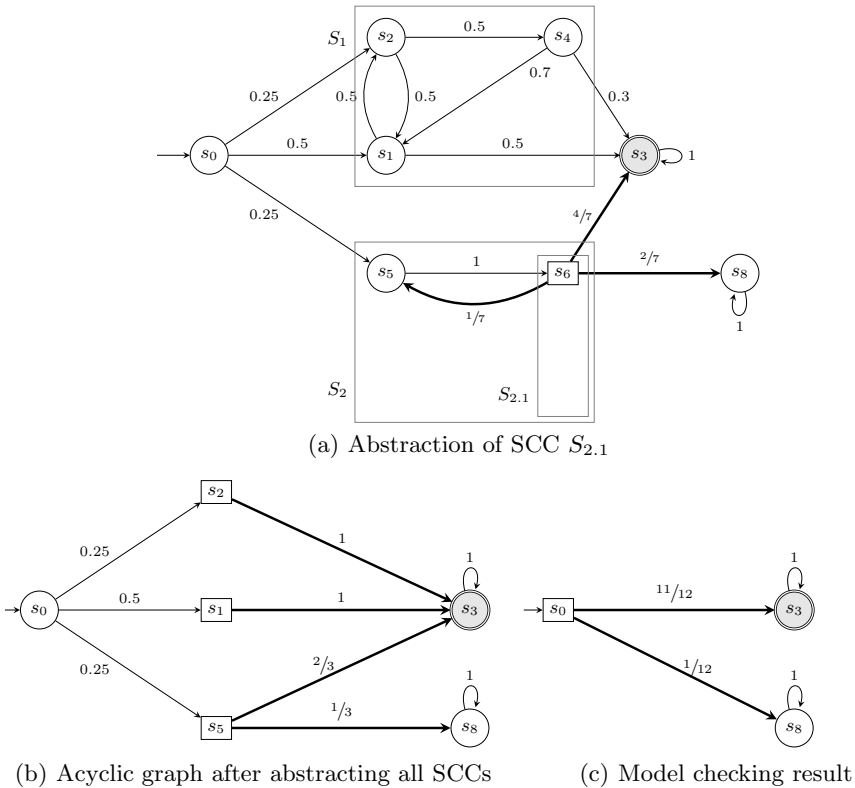 S₁ s₂ 0.5 s₄
0.25 0.5 0.5 0.7 0.3
s₀ 0.5 s₁ 0.5 s₃ 1
0.25
4/7
s₅ 1 s₆ 2/7 s₈
1/7
1
S₂ S₂.₁
(a) Abstraction of SCC S₂.₁
s₂
0.25 1
1 1
s₀ 0.5 s₁ 1 s₃ s₀ 11/12 s₃
0.25 2/3 1/12
1 1
s₅ 1/3 s₈ s₈
(b) Acyclic graph after abstracting all SCCs (c) Model checking result